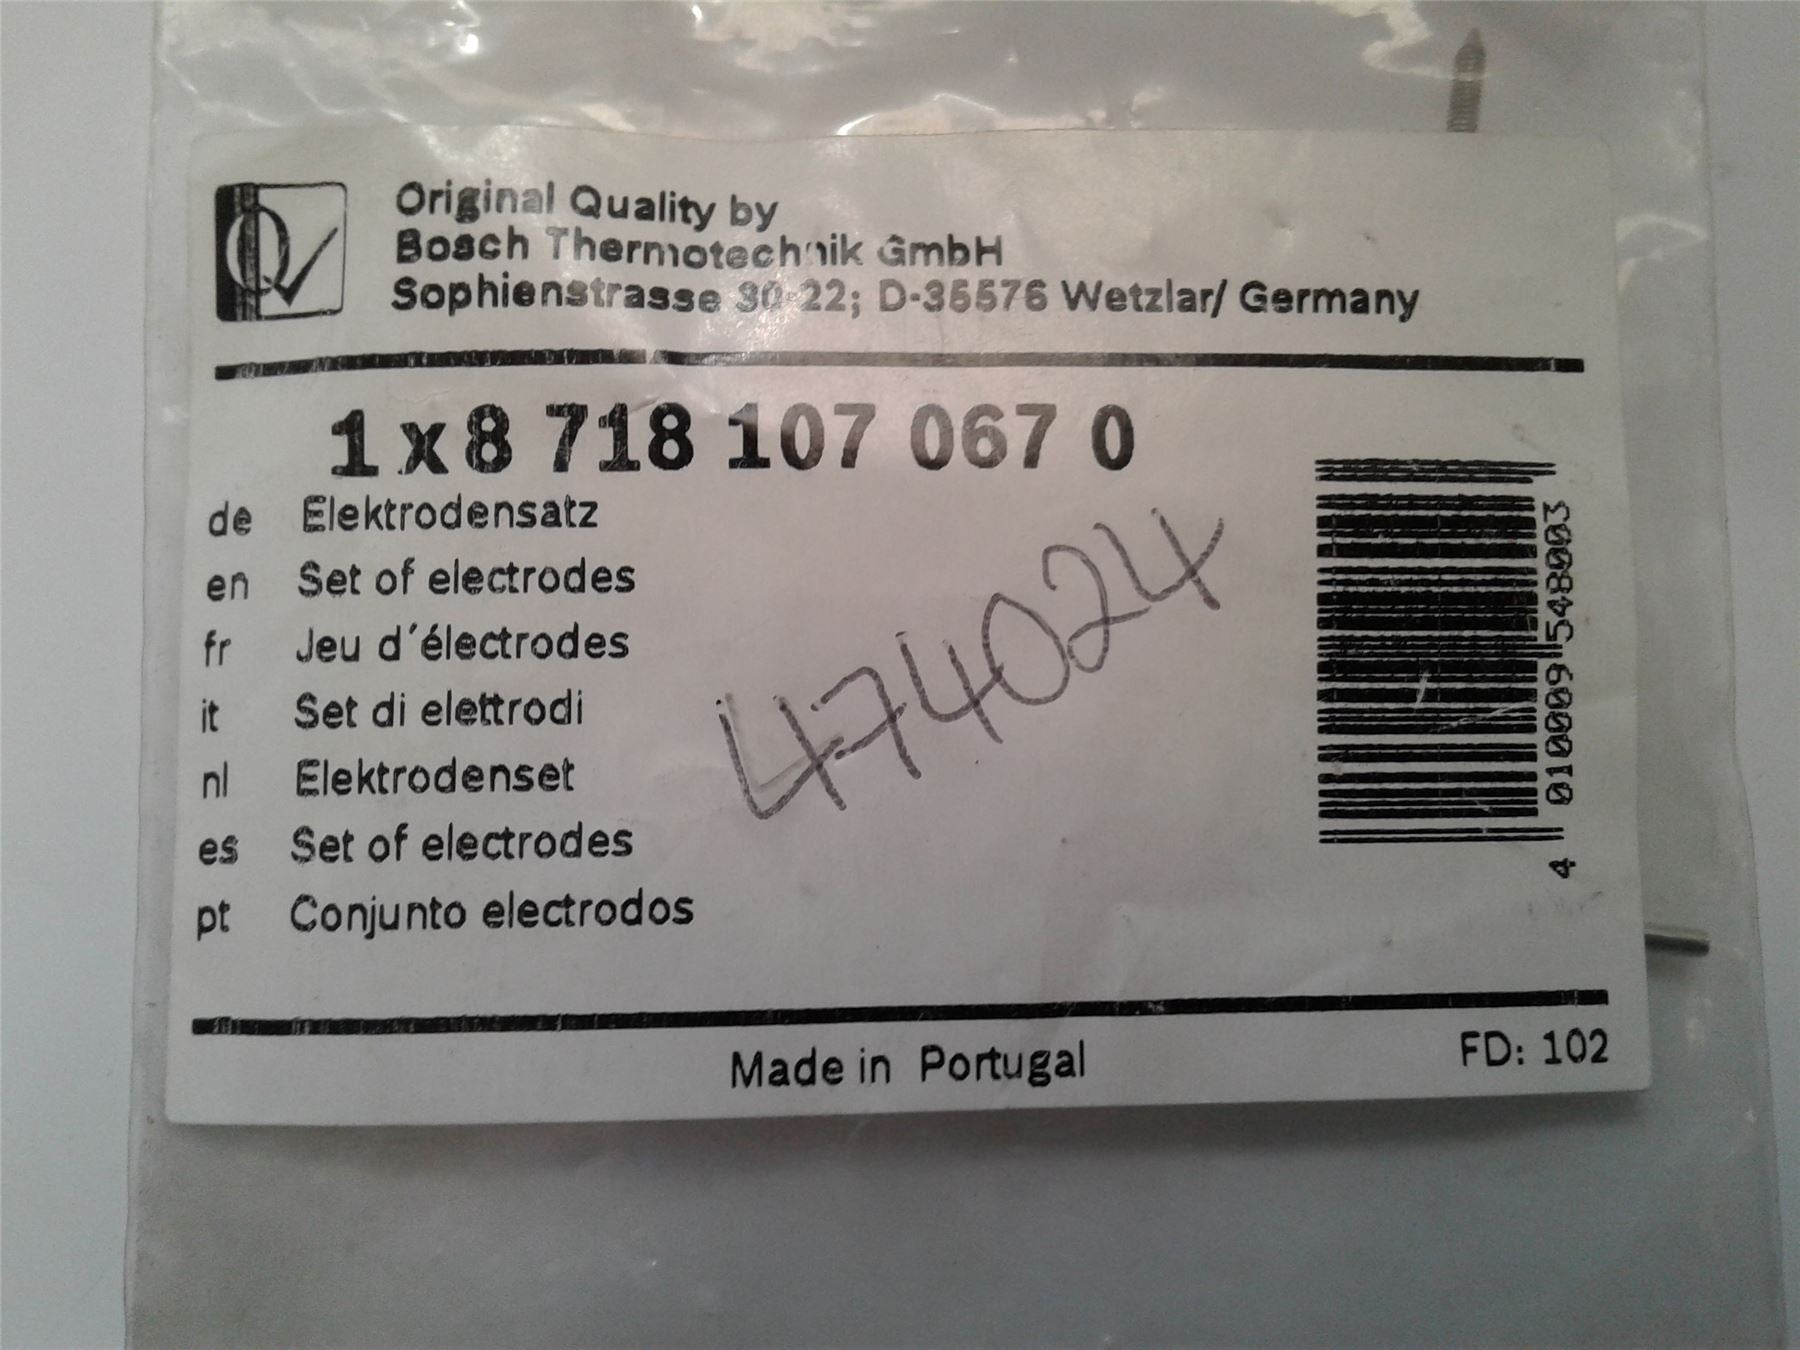 Original Quality by
Bosch Thermotechnik GmbH
Sophienstrasse 30-22; D-35576 Wetzlar/ Germany
1 x 8 718 107 067 0
de Elektrodensatz
en Set of electrodes
fr Jeu d´électrodes
it Set di elettrodi
nl Elektrodenset
es Set of electrodes
pt Conjunto electrodos
474024
4 010009 548003
Made in Portugal
FD: 102